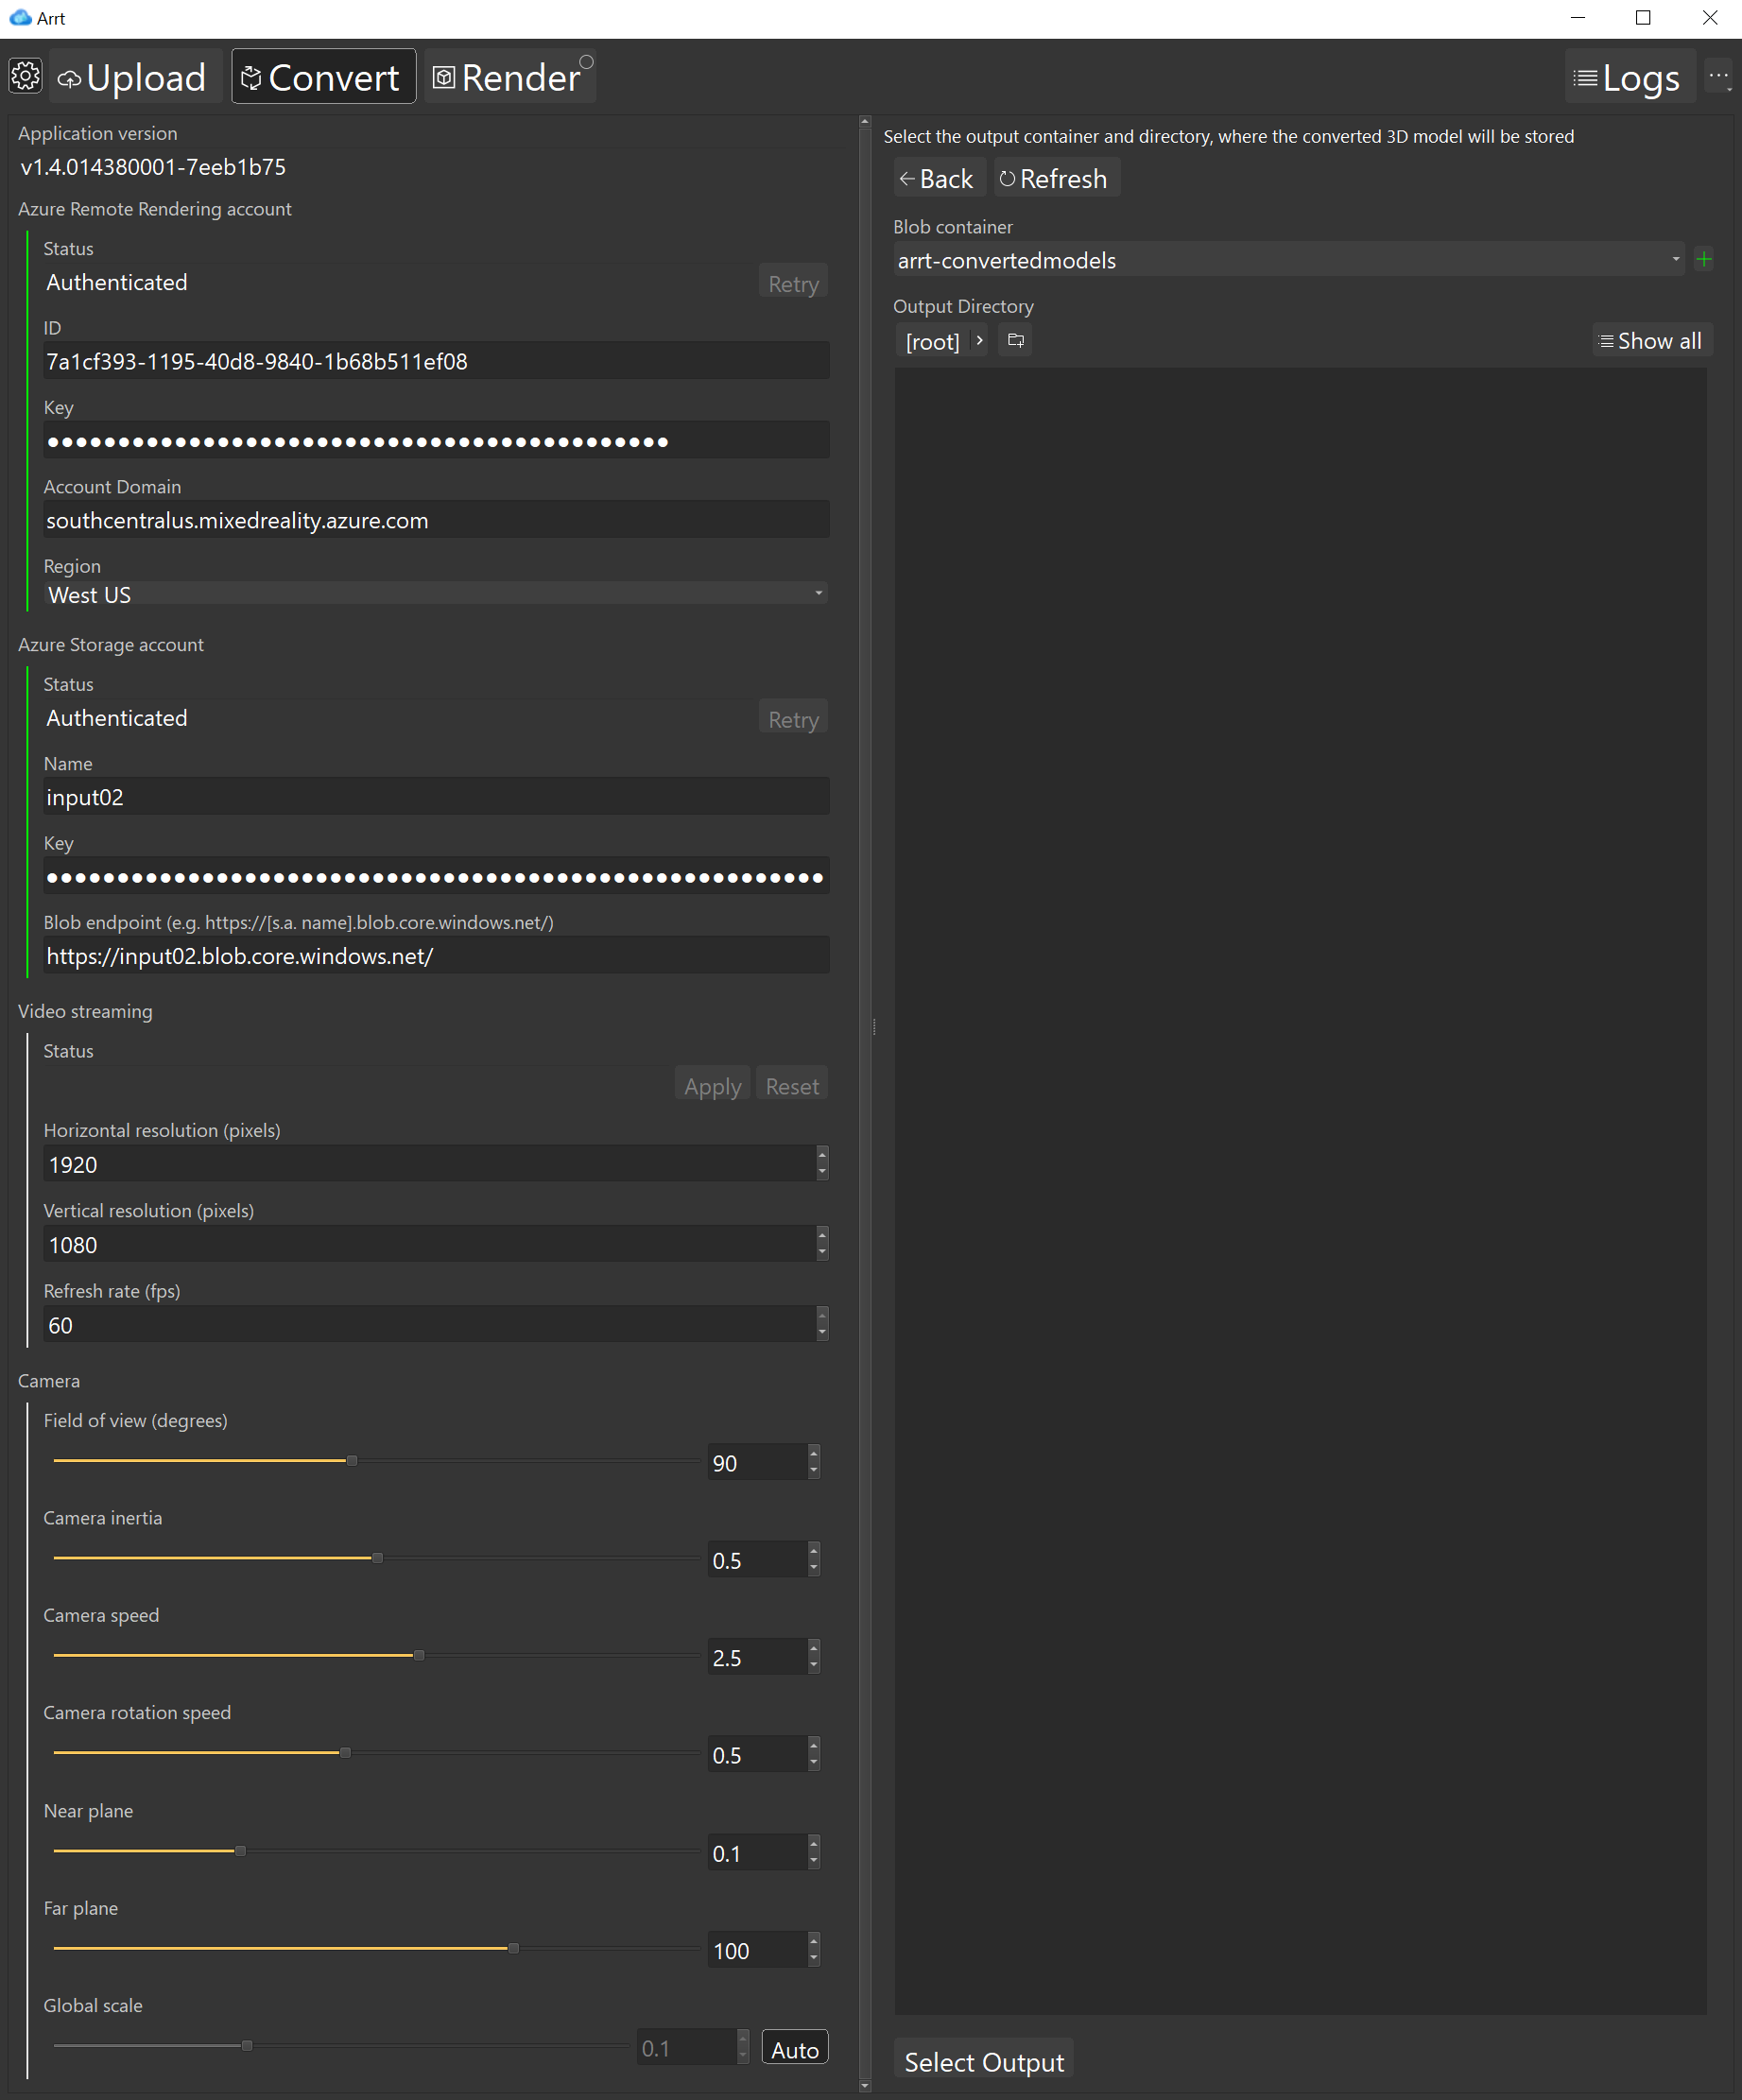 Arrt
Upload
Convert
Render
Logs
...
Application version
v1.4.014380001-7eeb1b75
Azure Remote Rendering account
Status
Authenticated
Retry
ID
7a1cf393-1195-40d8-9840-1b68b511ef08
Key
Account Domain
southcentralus.mixedreality.azure.com
Region
West US
Azure Storage account
Status
Authenticated
Retry
Name
input02
Key
Blob endpoint (e.g. https://[s.a. name].blob.core.windows.net/)
https://input02.blob.core.windows.net/
Video streaming
Status
Apply
Reset
Horizontal resolution (pixels)
1920
Vertical resolution (pixels)
1080
Refresh rate (fps)
60
Camera
Field of view (degrees)
90
Camera inertia
0.5
Camera speed
2.5
Camera rotation speed
0.5
Near plane
0.1
Far plane
100
Global scale
0.1
Auto
Select the output container and directory, where the converted 3D model will be stored
Back
Refresh
Blob container
arrt-convertedmodels
Output Directory
[root]
Show all
Select Output